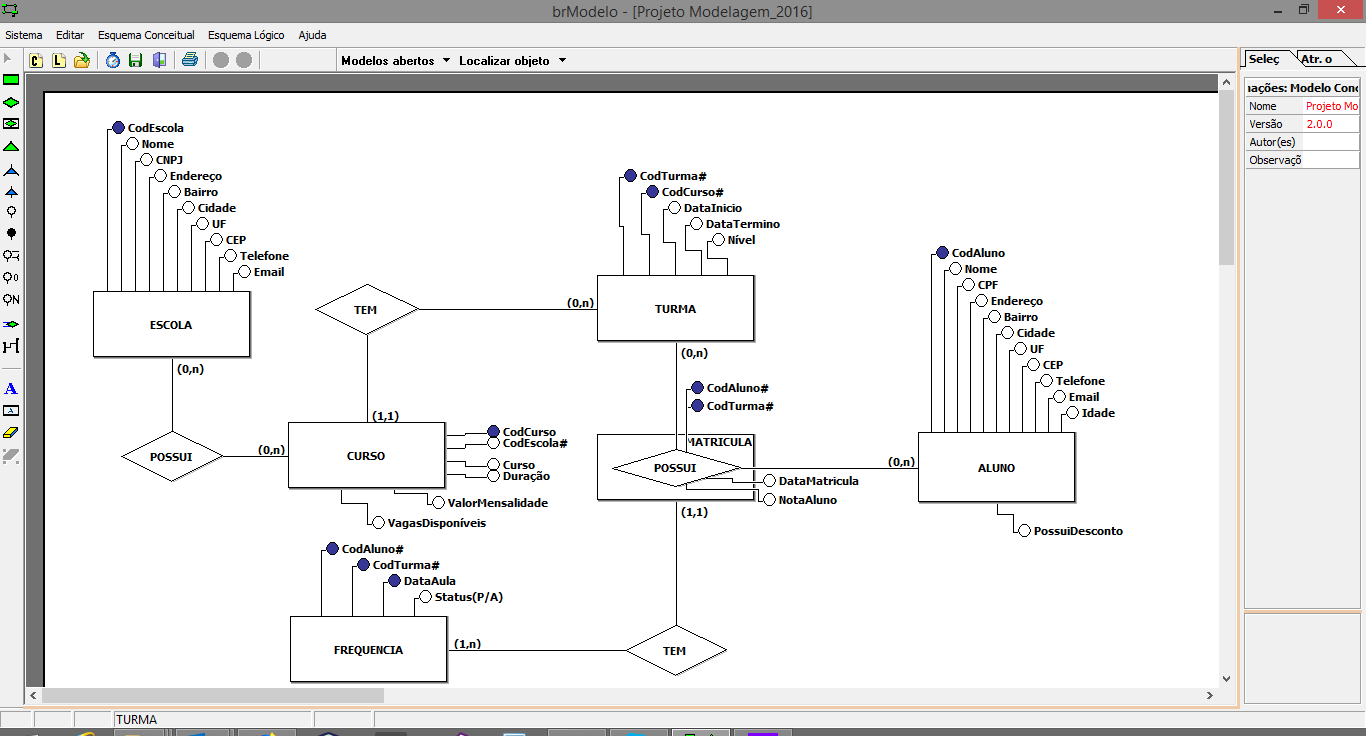 brModelo - [Projeto Modelagem_2016]
Sistema Editar Esquema Conceitual Esquema Lógico Ajuda
C L Modelos abertos Localizar objeto
Seleç Atr. o
ıações: Modelo Conc
Nome Projeto Mo
Versão 2.0.0
Autor(es)
Observaçõ
0
N
A
A
CodEscola
Nome
CNPJ
Endereço
Bairro
Cidade
UF
CEP
Telefone
Email
ESCOLA
(0,n)
POSSUI
(0,n)
TEM
(0,n)
(1,1)
CodTurma#
CodCurso#
DataInicio
DataTermino
Nível
TURMA
(0,n)
CURSO
CodCurso
CodEscola#
Curso
Duração
ValorMensalidade
VagasDisponíveis
CodAluno#
CodTurma#
MATRICULA
POSSUI
DataMatricula
NotaAluno
(0,n)
(1,1)
CodAluno
Nome
CPF
Endereço
Bairro
Cidade
UF
CEP
Telefone
Email
Idade
ALUNO
PossuiDesconto
CodAluno#
CodTurma#
DataAula
Status(P/A)
FREQUENCIA
(1,n)
TEM
TURMA